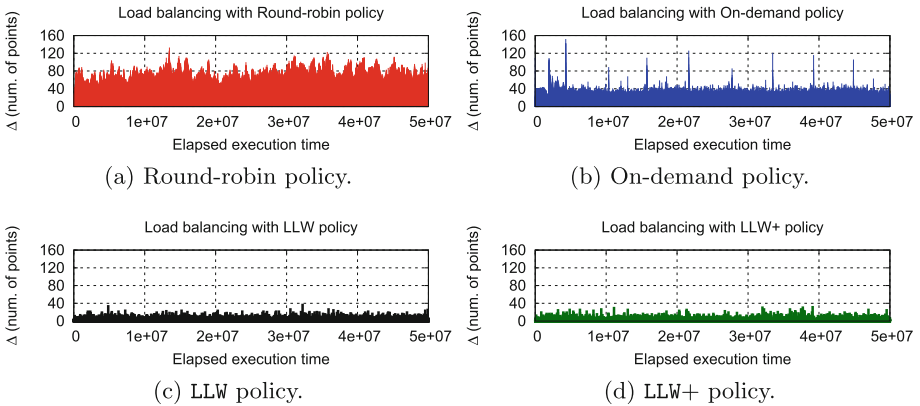 Load balancing with Round-robin policy
Δ (num. of points)
160
120
80
40
0
0 1e+07 2e+07 3e+07 4e+07 5e+07
Elapsed execution time
(a) Round-robin policy.
Load balancing with On-demand policy
Δ (num. of points)
160
120
80
40
0
0 1e+07 2e+07 3e+07 4e+07 5e+07
Elapsed execution time
(b) On-demand policy.
Load balancing with LLW policy
Δ (num. of points)
160
120
80
40
0
0 1e+07 2e+07 3e+07 4e+07 5e+07
Elapsed execution time
(c) LLW policy.
Load balancing with LLW+ policy
Δ (num. of points)
160
120
80
40
0
0 1e+07 2e+07 3e+07 4e+07 5e+07
Elapsed execution time
(d) LLW+ policy.